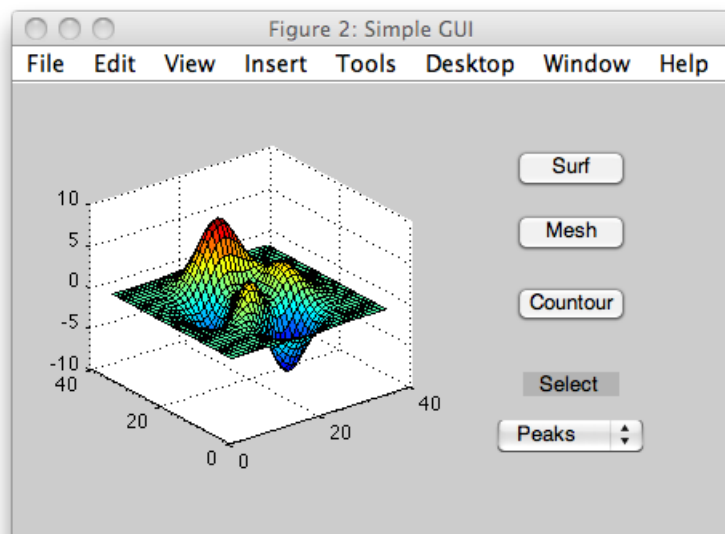 Figure 2: Simple GUI
File Edit View Insert Tools Desktop Window Help
Surf
Mesh
Countour
Select
Peaks
10
5
0
-5
-10
40
20
0
0
20
40